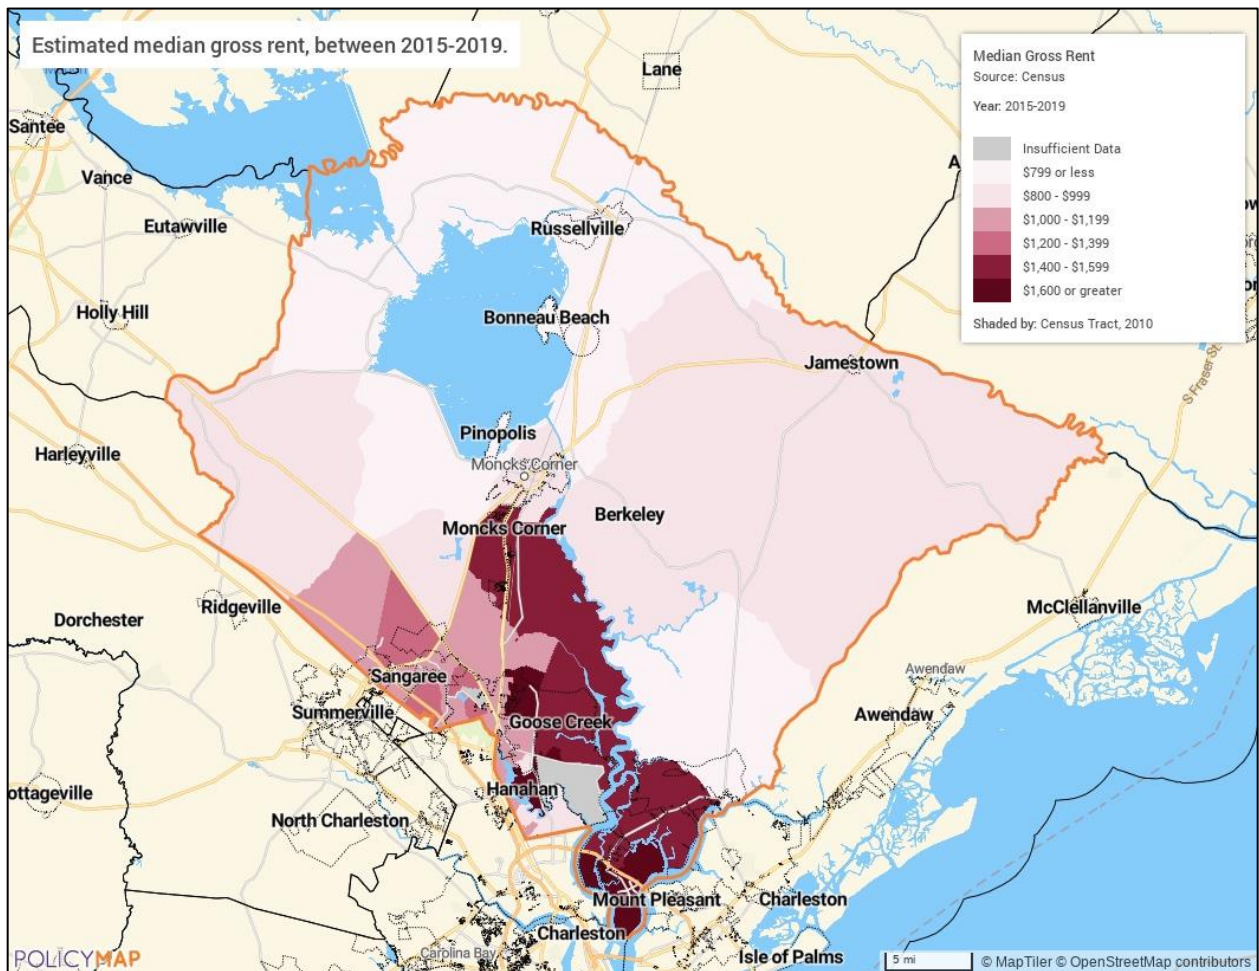 Estimated median gross rent, between 2015-2019.
Median Gross Rent
Source: Census
Year: 2015-2019
Insufficient Data
$799 or less
$800 - $999
$1,000 - $1,199
$1,200 - $1,399
$1,400 - $1,599
$1,600 or greater
Shaded by: Census Tract, 2010
Lane
Santee
Vance
Eutawville
Russellville
Holly Hill
Bonneau Beach
Jamestown
S Fraser St
Pinopolis
Harleyville
Moncks Corner
Moncks Corner
Berkeley
Ridgeville
McClellanville
Dorchester
Sangaree
Awendaw
Summerville
Goose Creek
Awendaw
Hanahan
ottageville
North Charleston
Mount Pleasant
Charleston
Charleston
Carolina Bay
Isle of Palms
POLICYMAP
5 mi
© MapTiler © OpenStreetMap contributors